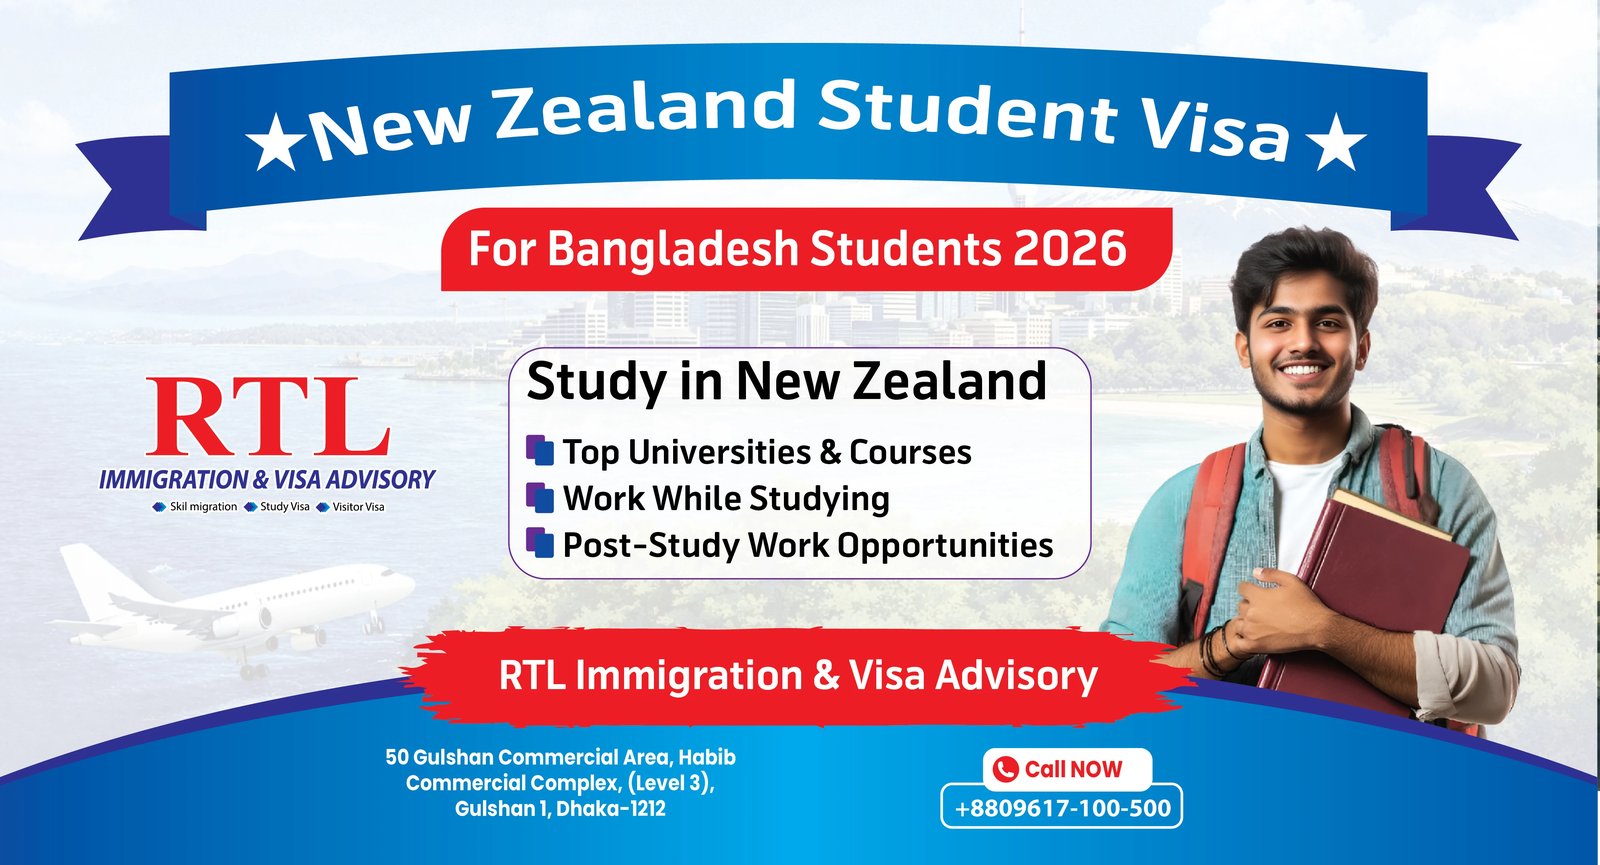 New Zealand Student Visa
For Bangladesh Students 2026
Study in New Zealand
Top Universities & Courses
Work While Studying
Post-Study Work Opportunities
RTL
IMMIGRATION & VISA ADVISORY
Skil migration Study Visa Visitor Visa
RTL Immigration & Visa Advisory
50 Gulshan Commercial Area, Habib
Commercial Complex, (Level 3),
Gulshan 1, Dhaka-1212
Call NOW
+8809617-100-500